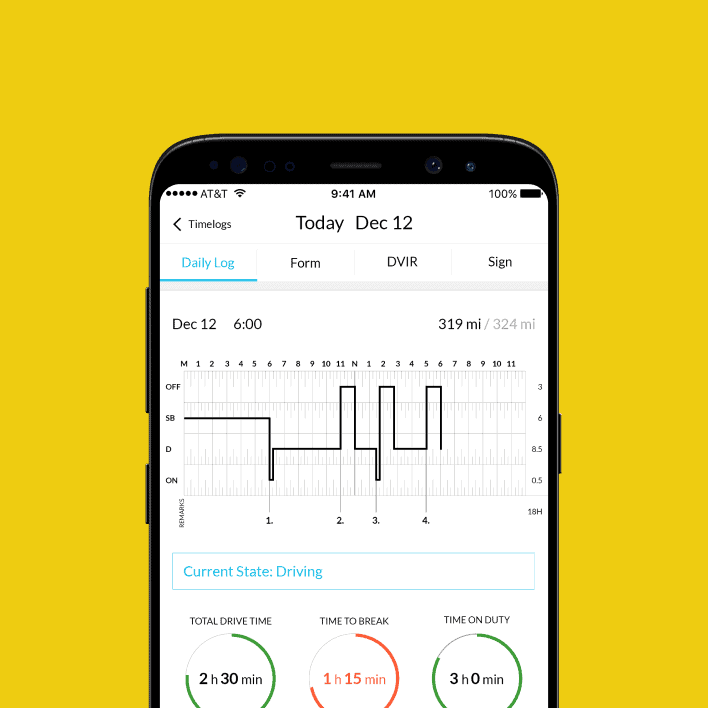 AT&T 9:41 AM 100%
Timelogs Today Dec 12
Daily Log Form DVIR Sign
Dec 12 6:00 319 mi / 324 mi
M 1 2 3 4 5 6 7 8 9 10 11 N 1 2 3 4 5 6 7 8 9 10 11
OFF 3
SB 6
D 8.5
ON 0.5
REMARKS 18H
1. 2. 3. 4.
Current State: Driving
TOTAL DRIVE TIME TIME TO BREAK TIME ON DUTY
2 h 30 min 1 h 15 min 3 h 0 min